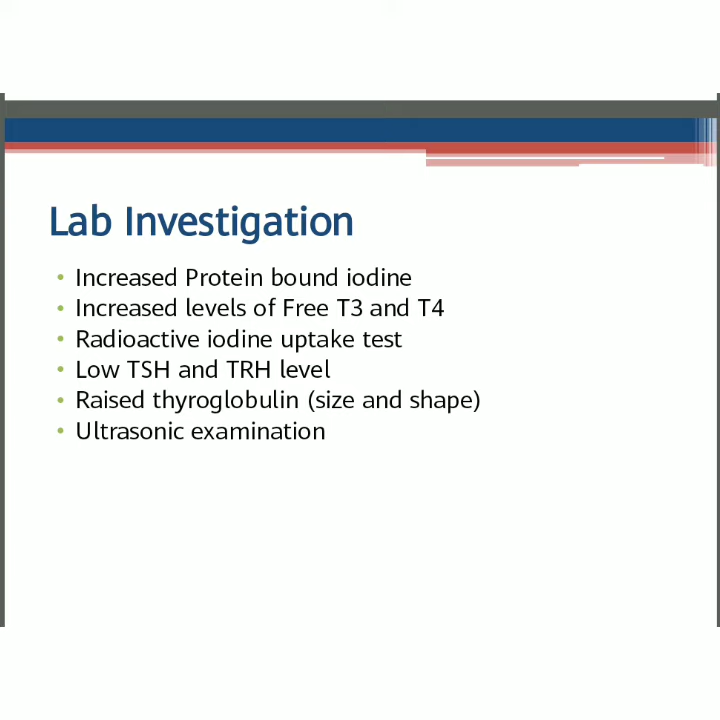 Lab Investigation
• Increased Protein bound iodine
• Increased levels of Free T3 and T4
• Radioactive iodine uptake test
• Low TSH and TRH level
• Raised thyroglobulin (size and shape)
• Ultrasonic examination